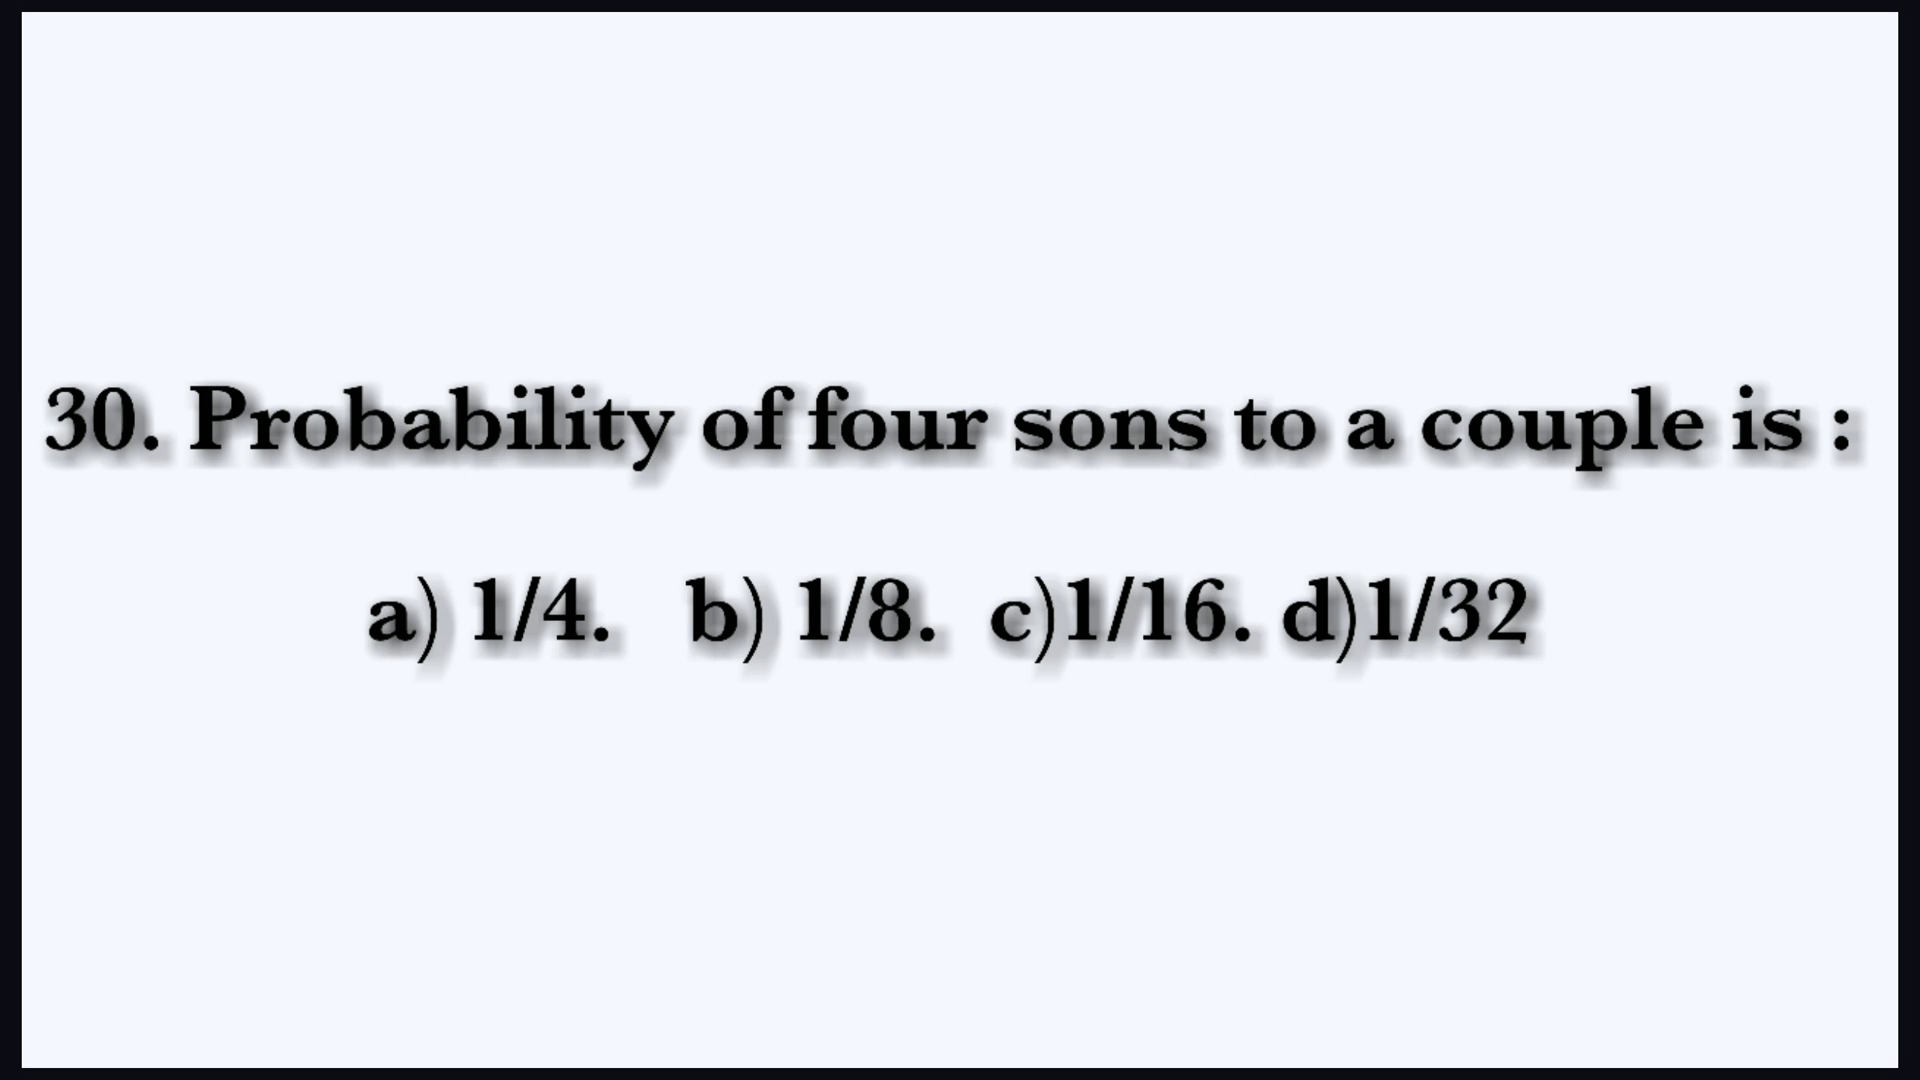 30. Probability of four sons to a couple is :
a) 1/4. b) 1/8. c)1/16. d)1/32